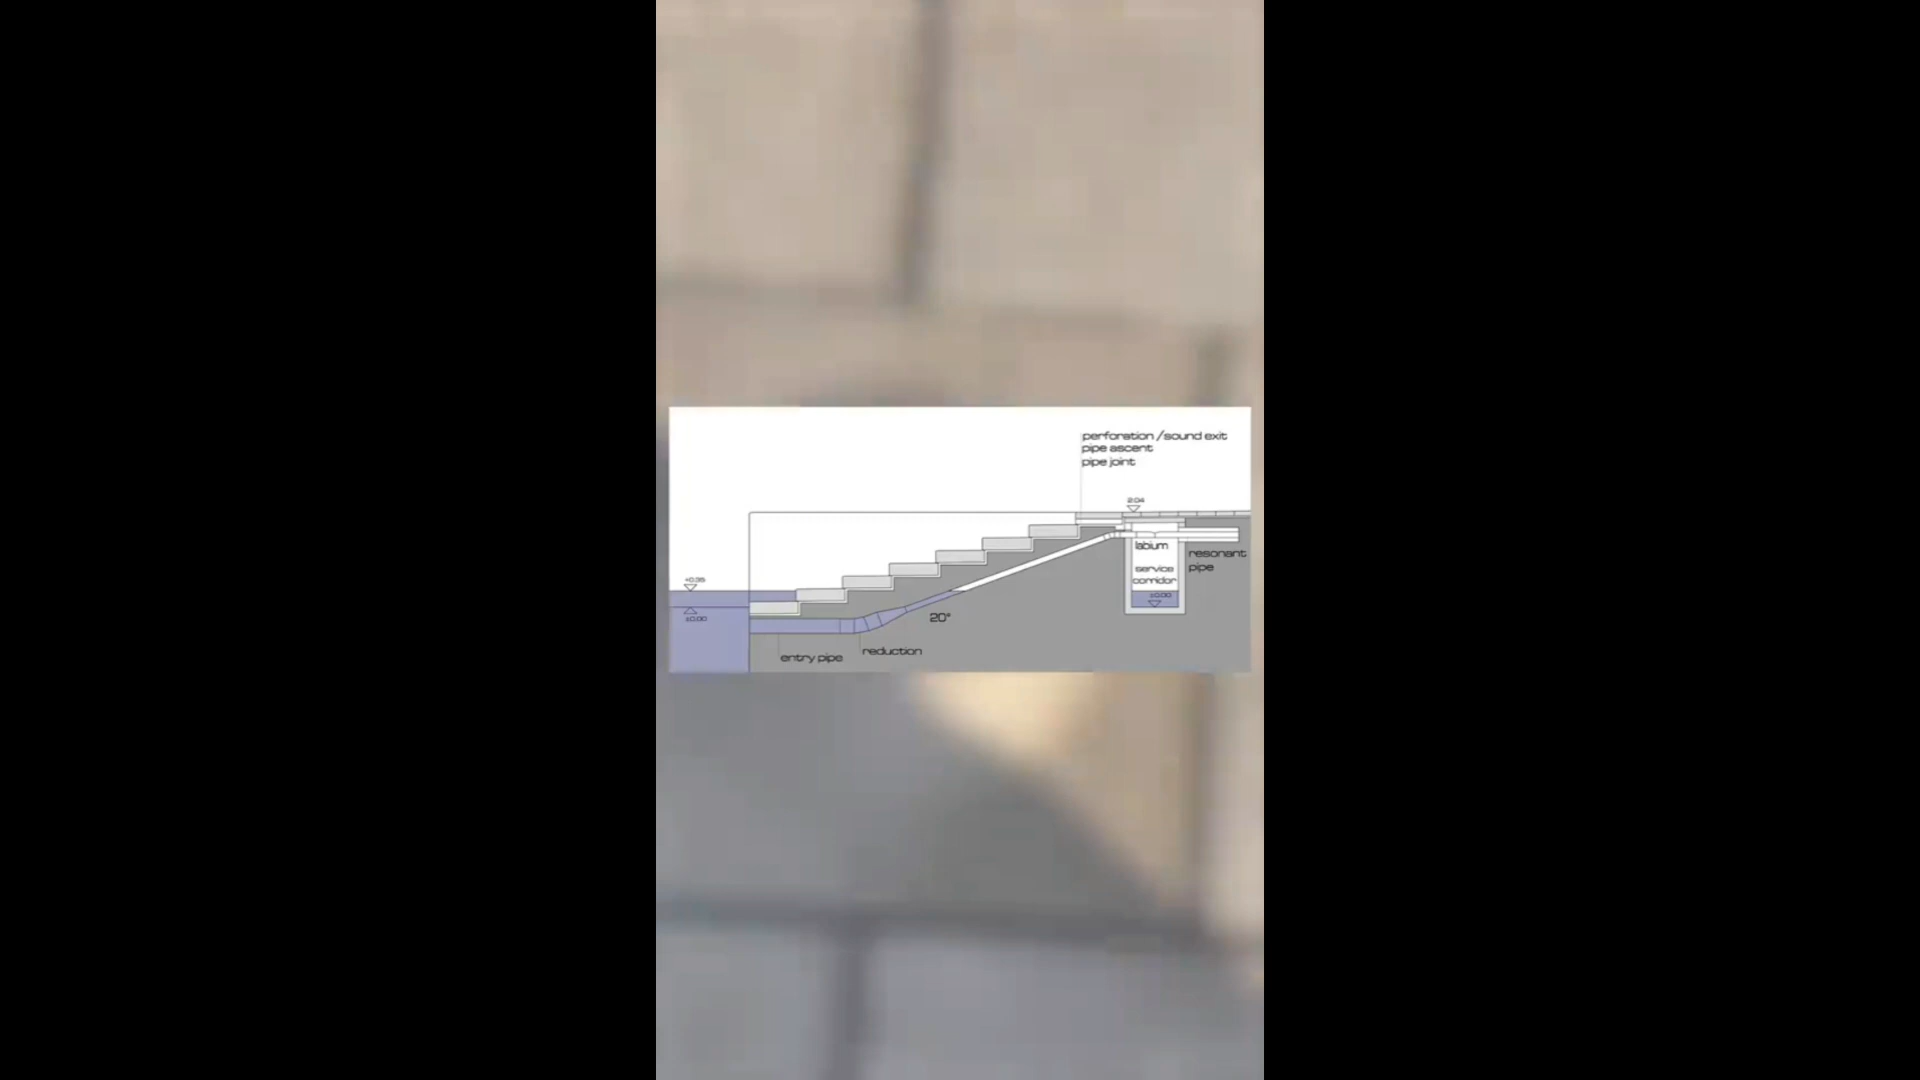 perforation /sound exit
pipe ascent
pipe joint
2.04
labium
resonant
pipe
service
corridor
+0.35
±0.00
±0.00
20°
reduction
entry pipe